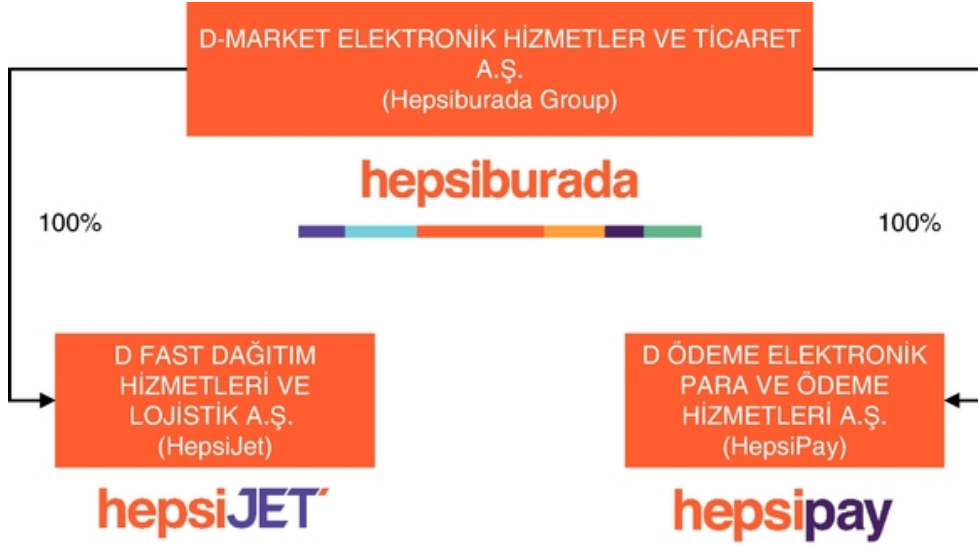 D-MARKET ELEKTRONİK HİZMETLER VE TİCARET
A.Ş.
(Hepsiburada Group)
hepsiburada
100%
100%
D FAST DAĞITIM
HİZMETLERİ VE
LOJİSTİK A.Ş.
(HepsiJet)
hepsiJET
D ÖDEME ELEKTRONİK
PARA VE ÖDEME
HİZMETLERİ A.Ş.
(HepsiPay)
hepsipay